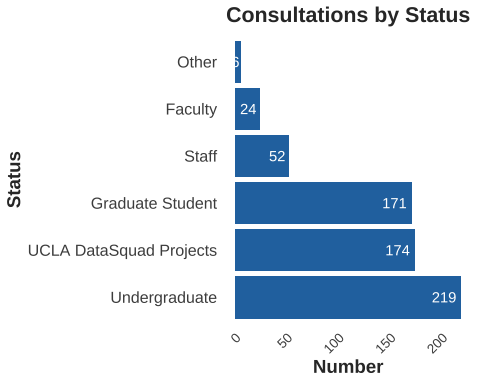 Consultations by Status
Status
Other 6
Faculty 24
Staff 52
Graduate Student 171
UCLA DataSquad Projects 174
Undergraduate 219
0 50 100 150 200
Number